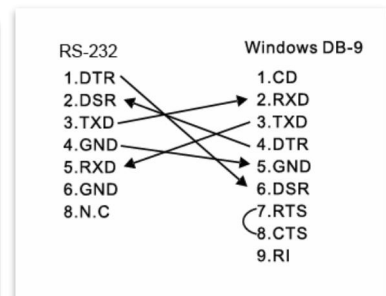 RS-232
1.DTR
2.DSR
3.TXD
4.GND
5.RXD
6.GND
8.N.C
Windows DB-9
1.CD
2.RXD
3.TXD
4.DTR
5.GND
6.DSR
7.RTS
8.CTS
9.RI